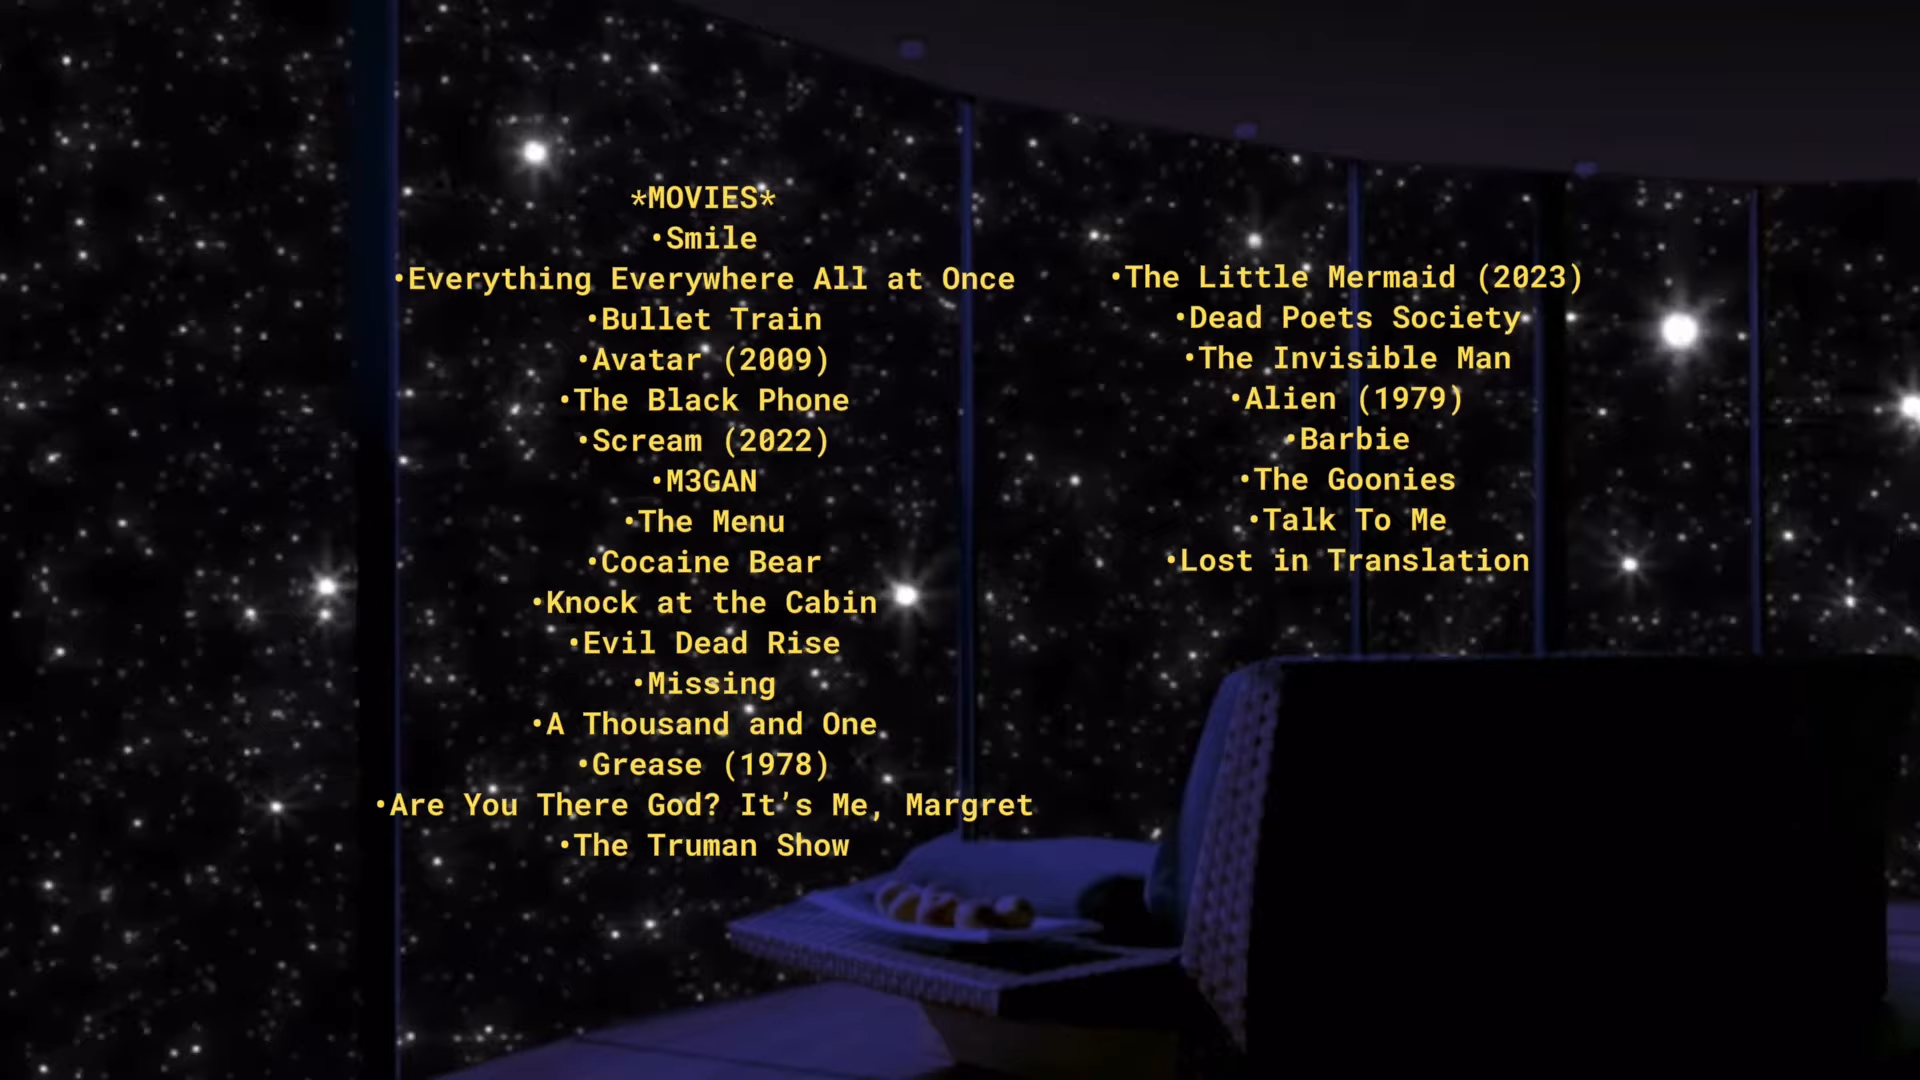 *MOVIES*
•Smile
•Everything Everywhere All at Once
•Bullet Train
•Avatar (2009)
•The Black Phone
•Scream (2022)
•M3GAN
•The Menu
•Cocaine Bear
•Knock at the Cabin
•Evil Dead Rise
•Missing
•A Thousand and One
•Grease (1978)
•Are You There God? It’s Me, Margret
•The Truman Show
•The Little Mermaid (2023)
•Dead Poets Society
•The Invisible Man
•Alien (1979)
•Barbie
•The Goonies
•Talk To Me
•Lost in Translation